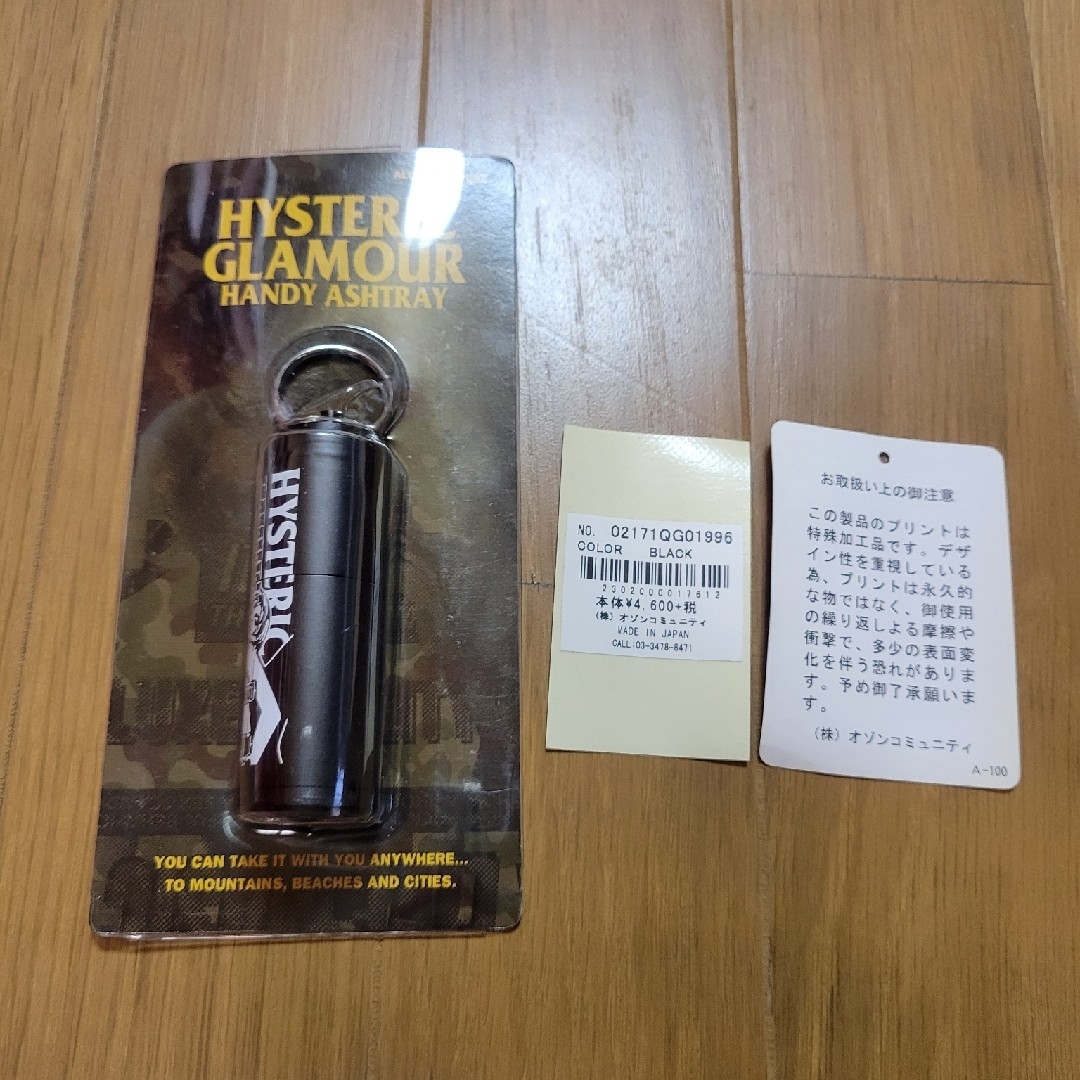 HYSTERIC
GLAMOUR
HANDY ASHTRAY
HYSTERIC
YOU CAN TAKE IT WITH YOU ANYWHERE...
TO MOUNTAINS, BEACHES AND CITIES.
NO. 02171QG01996
COLOR BLACK
2302000017612
本体¥4,600+税
(株) オゾンコミュニティ
MADE IN JAPAN
CALL:03-3478-8471
お取扱い上の御注意
この製品のプリントは
特殊加工品です。デザ
イン性を重視している
為、プリントは永久的
な物ではなく、御使用
の繰り返しよる摩擦や
衝撃で、多少の表面変
化を伴う恐れがありま
す。予め御了承願いま
す。
(株) オゾンコミュニティ
A-100